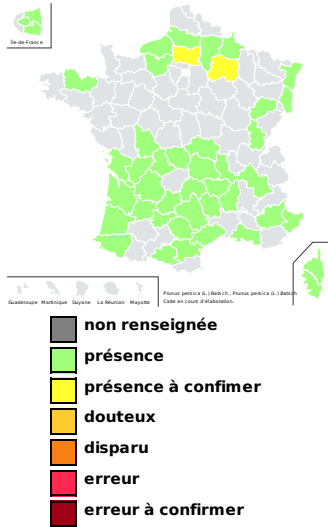 Île-de-France
Guadeloupe Martinique Guyane La Réunion Mayotte
Prunus persica (L.) Batsch , Prunus persica (L.) Batsch
Carte en cours d'élaboration.
non renseignée
présence
présence à confimer
douteux
disparu
erreur
erreur à confirmer